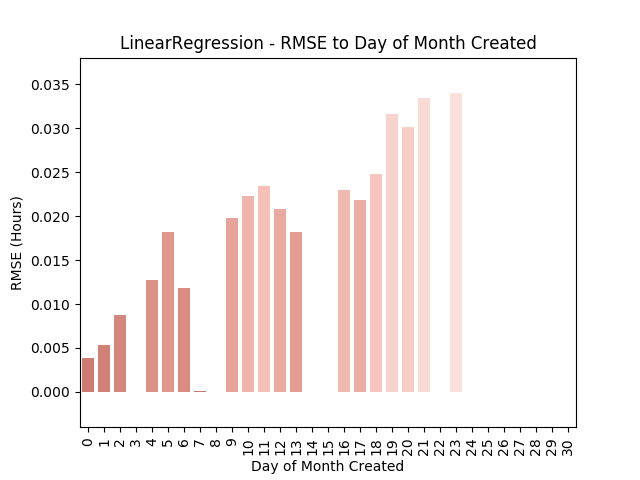 LinearRegression - RMSE to Day of Month Created
0.035
0.030
0.025
0.020
0.015
0.010
0.005
0.000
RMSE (Hours)
0 1 2 3 4 5 6 7 8 9 10 11 12 13 14 15 16 17 18 19 20 21 22 23 24 25 26 27 28 29 30
Day of Month Created